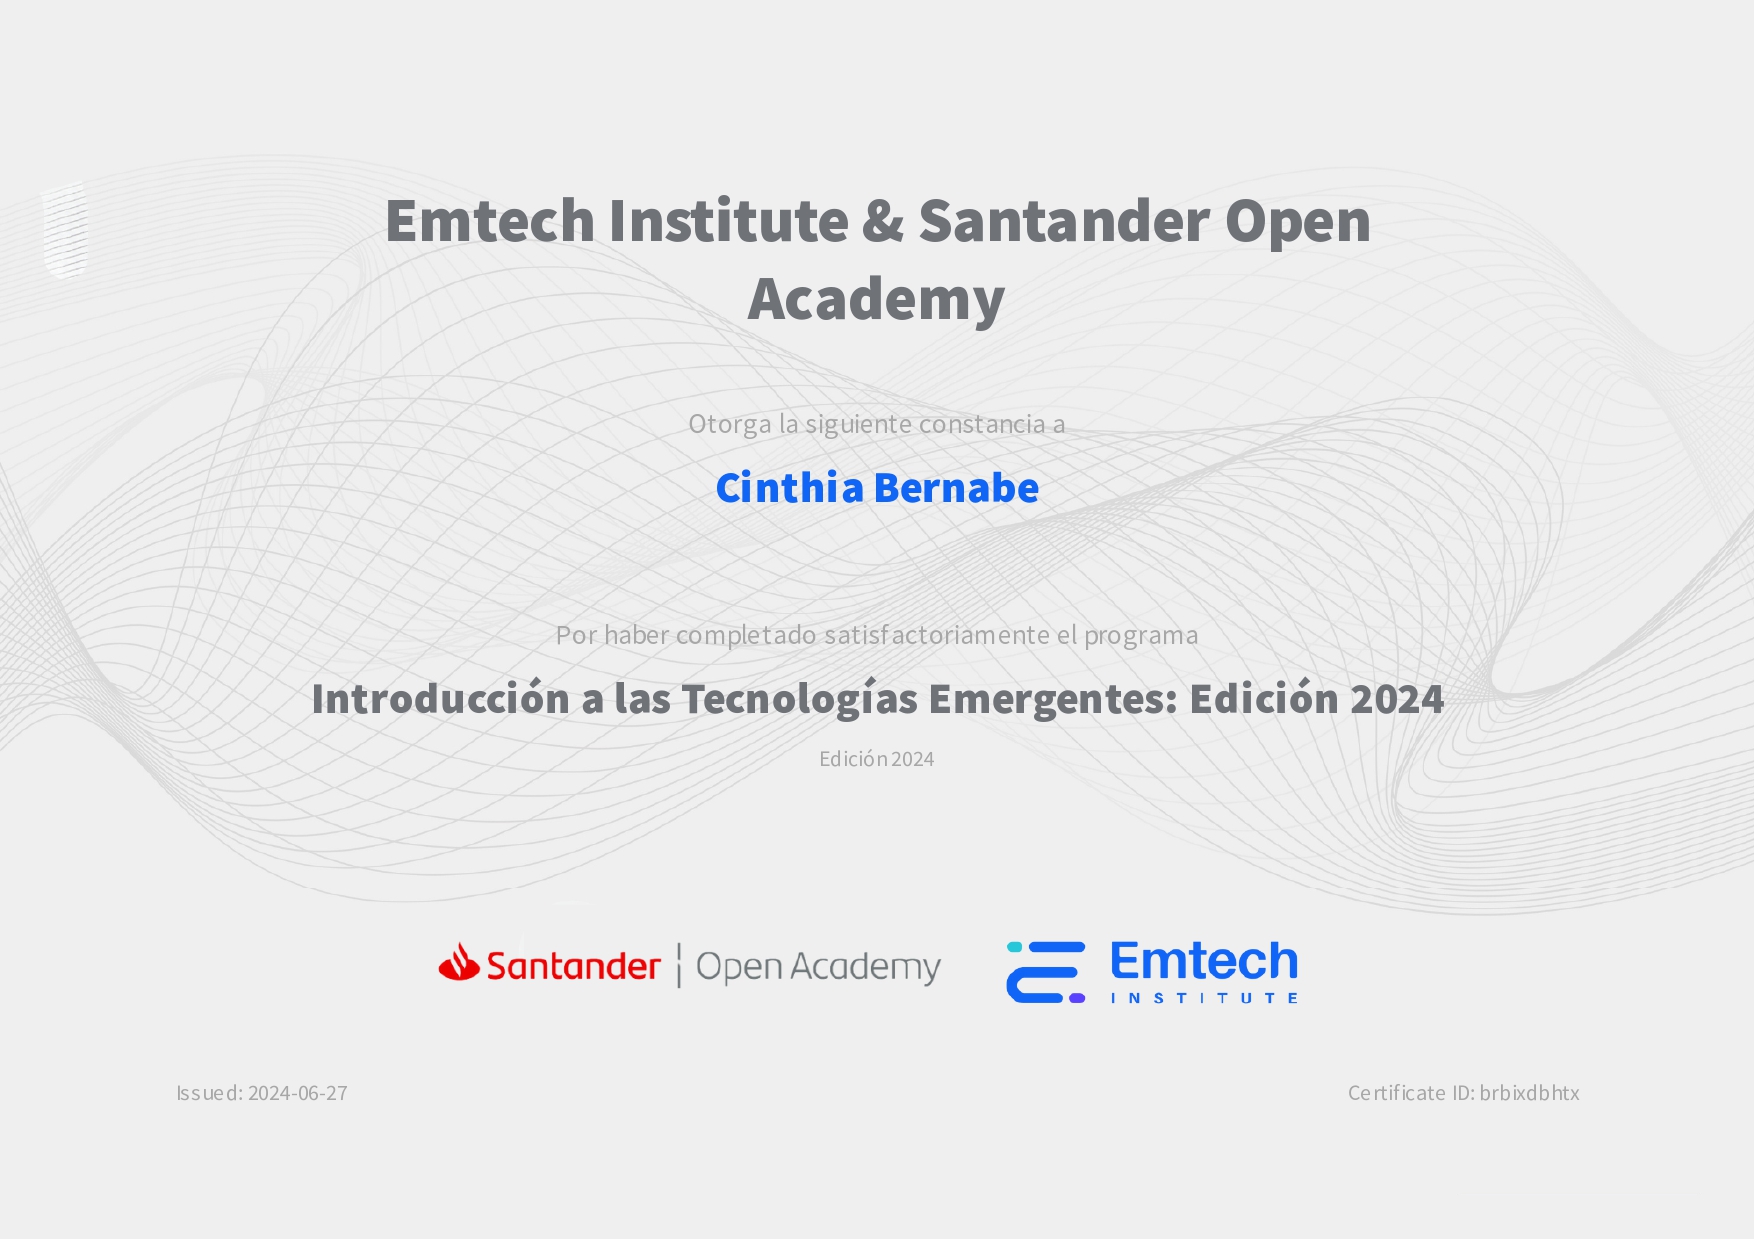 Emtech Institute & Santander Open
Academy
Otorga la siguiente constancia a
Cinthia Bernabe
Por haber completado satisfactoriamente el programa
Introducción a las Tecnologías Emergentes: Edición 2024
Edición 2024
Santander | Open Academy
Emtech
INSTITUTE
Issued: 2024-06-27
Certificate ID: brbixdbhtx